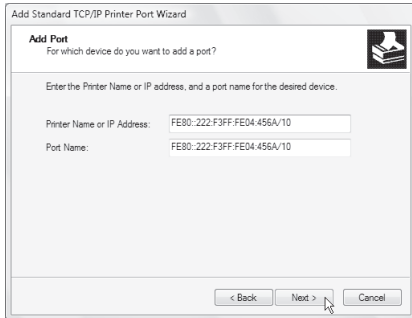 Add Standard TCP/IP Printer Port Wizard
Add Port
For which device do you want to add a port?
Enter the Printer Name or IP address, and a port name for the desired device.
Printer Name or IP Address: FE80::222:F3FF:FE04:456A/10
Port Name: FE80::222:F3FF:FE04:456A/10
< Back Next > Cancel